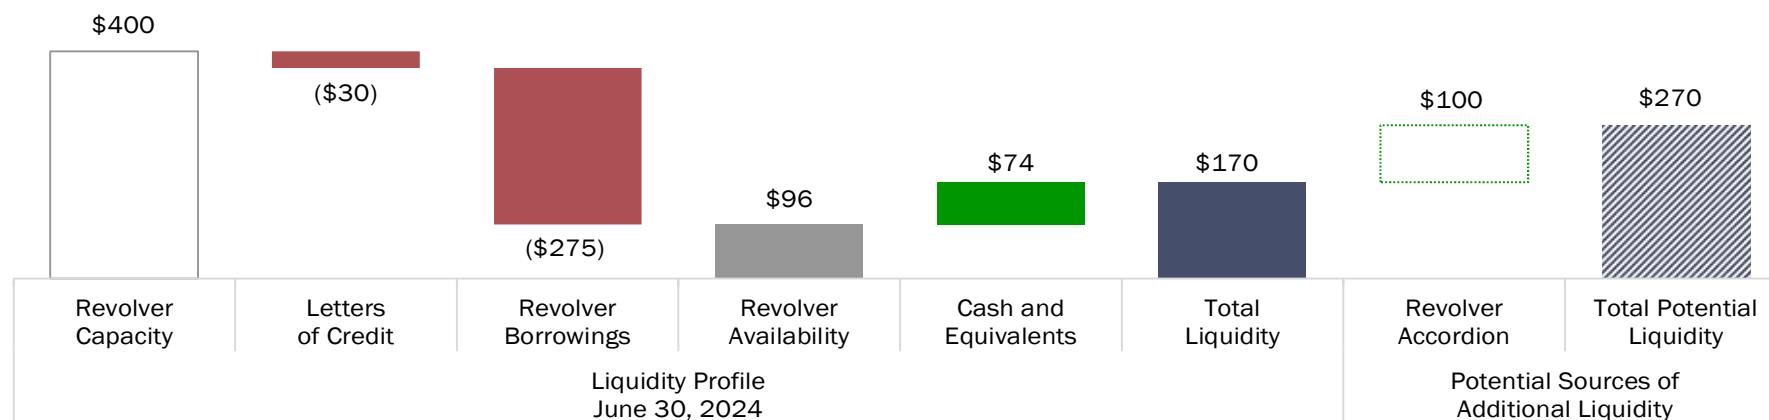 $400
($30)
($275)
$96
$74
$170
$100
$270
Revolver
Capacity
Letters
of Credit
Revolver
Borrowings
Revolver
Availability
Cash and
Equivalents
Total
Liquidity
Revolver
Accordion
Total Potential
Liquidity
Liquidity Profile
June 30, 2024
Potential Sources of
Additional Liquidity